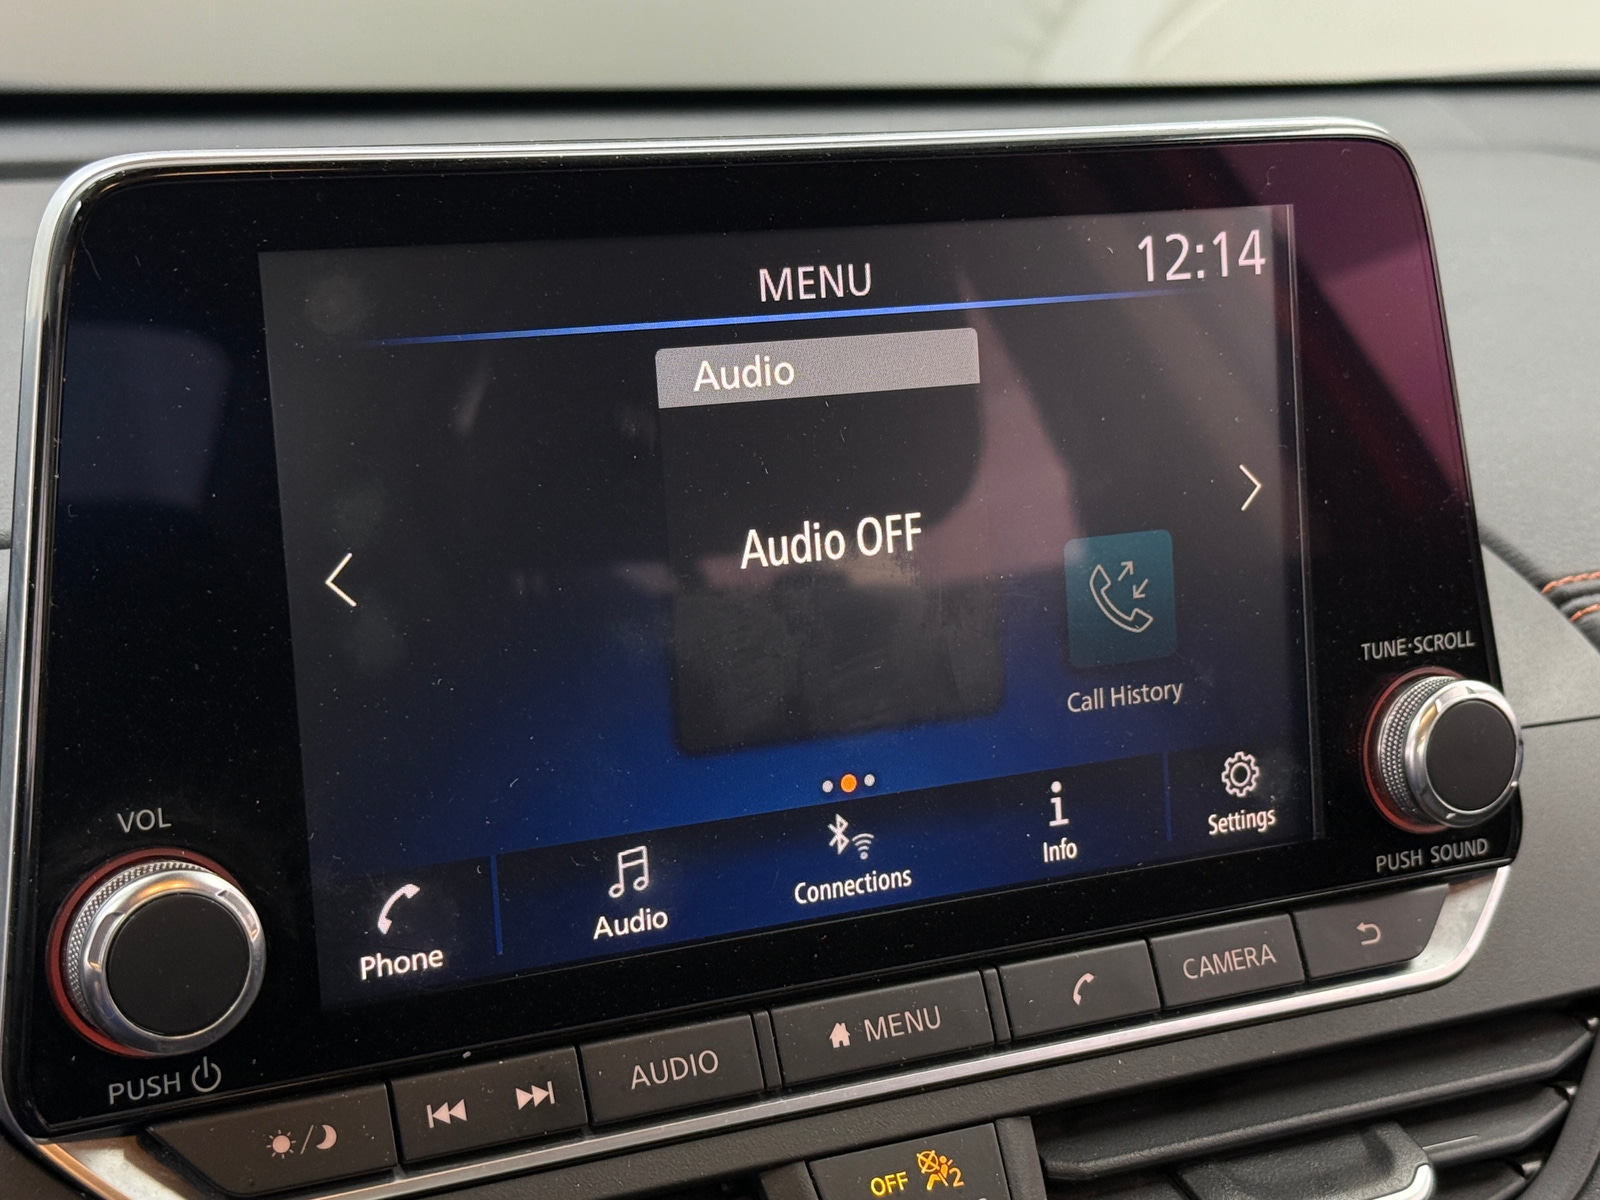 MENU
12:14
Audio
Audio OFF
Call History
Phone
Audio
Connections
Info
Settings
VOL
PUSH
TUNE·SCROLL
PUSH SOUND
AUDIO
MENU
CAMERA
OFF 2